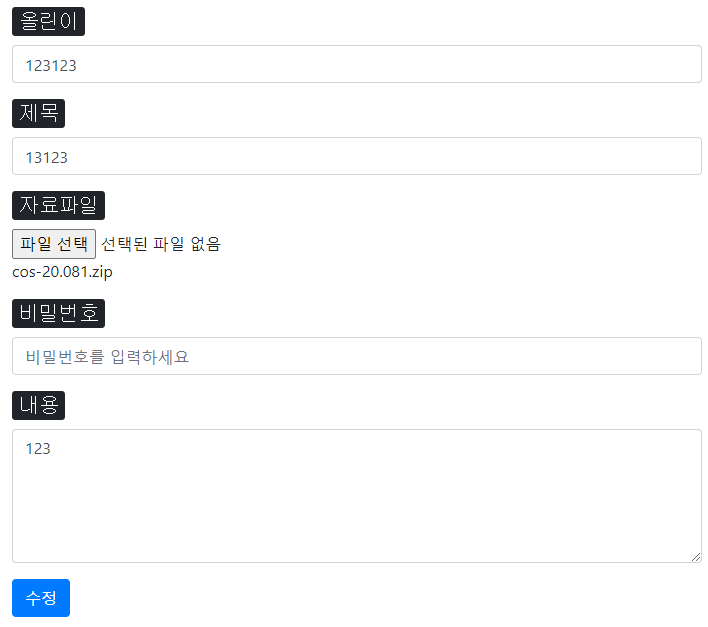 올린이
123123
제목
13123
자료파일
파일 선택 선택된 파일 없음
cos-20.081.zip
비밀번호
비밀번호를 입력하세요
내용
123
수정